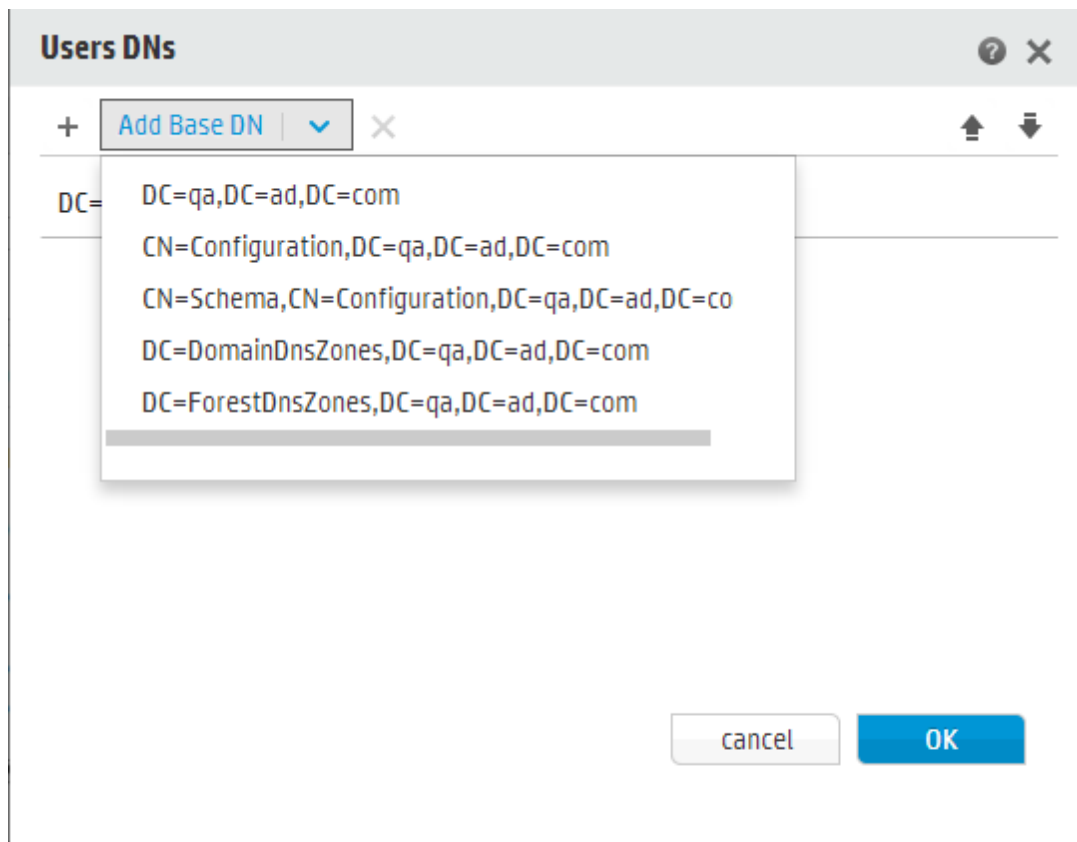 Users DNs
Add Base DN
DC=
DC=qa,DC=ad,DC=com
CN=Configuration,DC=qa,DC=ad,DC=com
CN=Schema,CN=Configuration,DC=qa,DC=ad,DC=co
DC=DomainDnsZones,DC=qa,DC=ad,DC=com
DC=ForestDnsZones,DC=qa,DC=ad,DC=com
cancel
OK